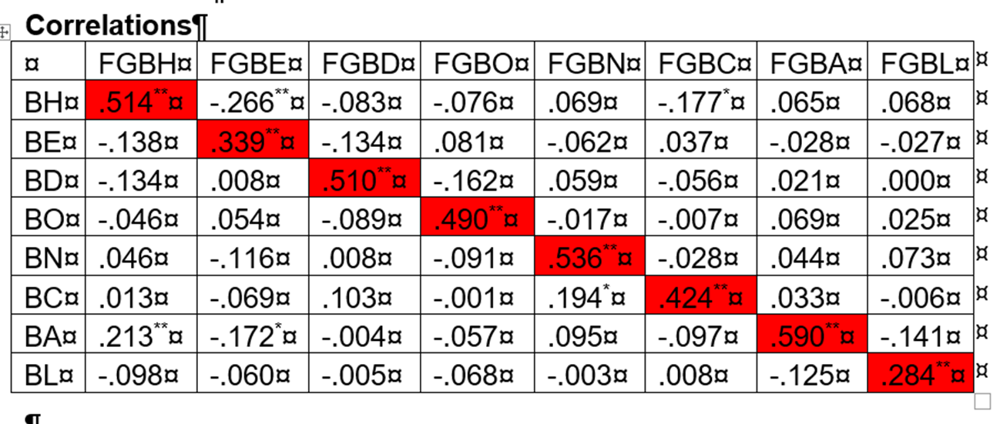 Correlations¶
¤ FGBH¤ FGBE¤ FGBD¤ FGBO¤ FGBN¤ FGBC¤ FGBA¤ FGBL¤ ¤
BH¤ .514**¤ -.266**¤ -.083¤ -.076¤ .069¤ -.177*¤ .065¤ .068¤ ¤
BE¤ -.138¤ .339**¤ -.134¤ .081¤ -.062¤ .037¤ -.028¤ -.027¤ ¤
BD¤ -.134¤ .008¤ .510**¤ -.162¤ .059¤ -.056¤ .021¤ .000¤ ¤
BO¤ -.046¤ .054¤ -.089¤ .490**¤ -.017¤ -.007¤ .069¤ .025¤ ¤
BN¤ .046¤ -.116¤ .008¤ -.091¤ .536**¤ -.028¤ .044¤ .073¤ ¤
BC¤ .013¤ -.069¤ .103¤ -.001¤ .194*¤ .424**¤ .033¤ -.006¤ ¤
BA¤ .213**¤ -.172*¤ -.004¤ -.057¤ .095¤ -.097¤ .590**¤ -.141¤ ¤
BL¤ -.098¤ -.060¤ -.005¤ -.068¤ -.003¤ .008¤ -.125¤ .284**¤ ¤
¶